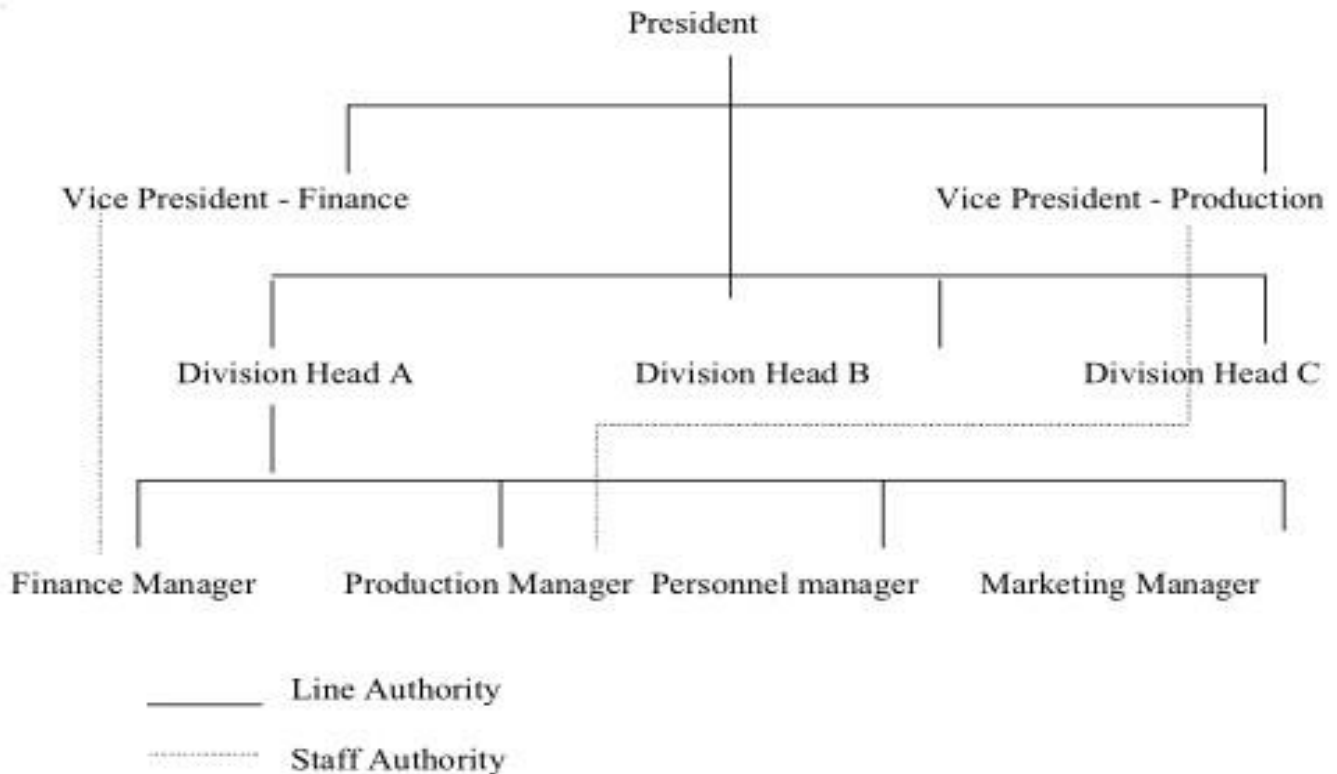 President
Vice President - Finance
Vice President - Production
Division Head A
Division Head B
Division Head C
Finance Manager
Production Manager
Personnel manager
Marketing Manager
Line Authority
Staff Authority